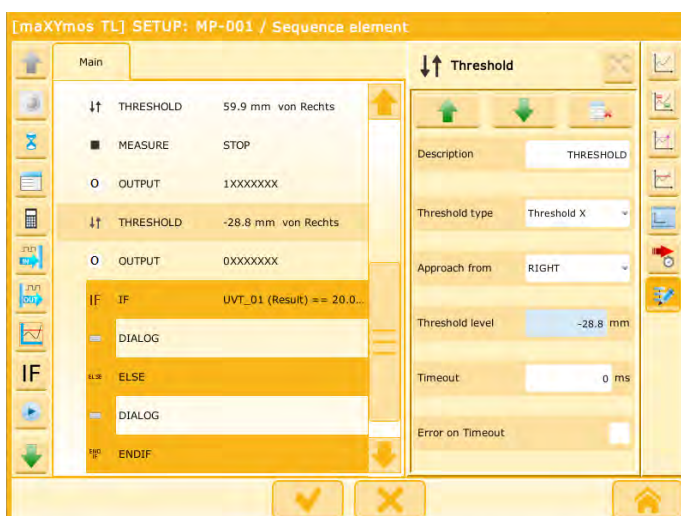 [maXYmos TL] SETUP: MP-001 / Sequence element
Main
THRESHOLD 59.9 mm von Rechts
MEASURE STOP
O OUTPUT 1XXXXXXX
THRESHOLD -28.8 mm von Rechts
O OUTPUT 0XXXXXXX
IF IF UVT_01 (Result) == 20.0...
DIALOG
ELSE ELSE
DIALOG
END IF ENDIF
IF
Threshold
Description THRESHOLD
Threshold type Threshold X
Approach from RIGHT
Threshold level -28.8 mm
Timeout 0 ms
Error on Timeout